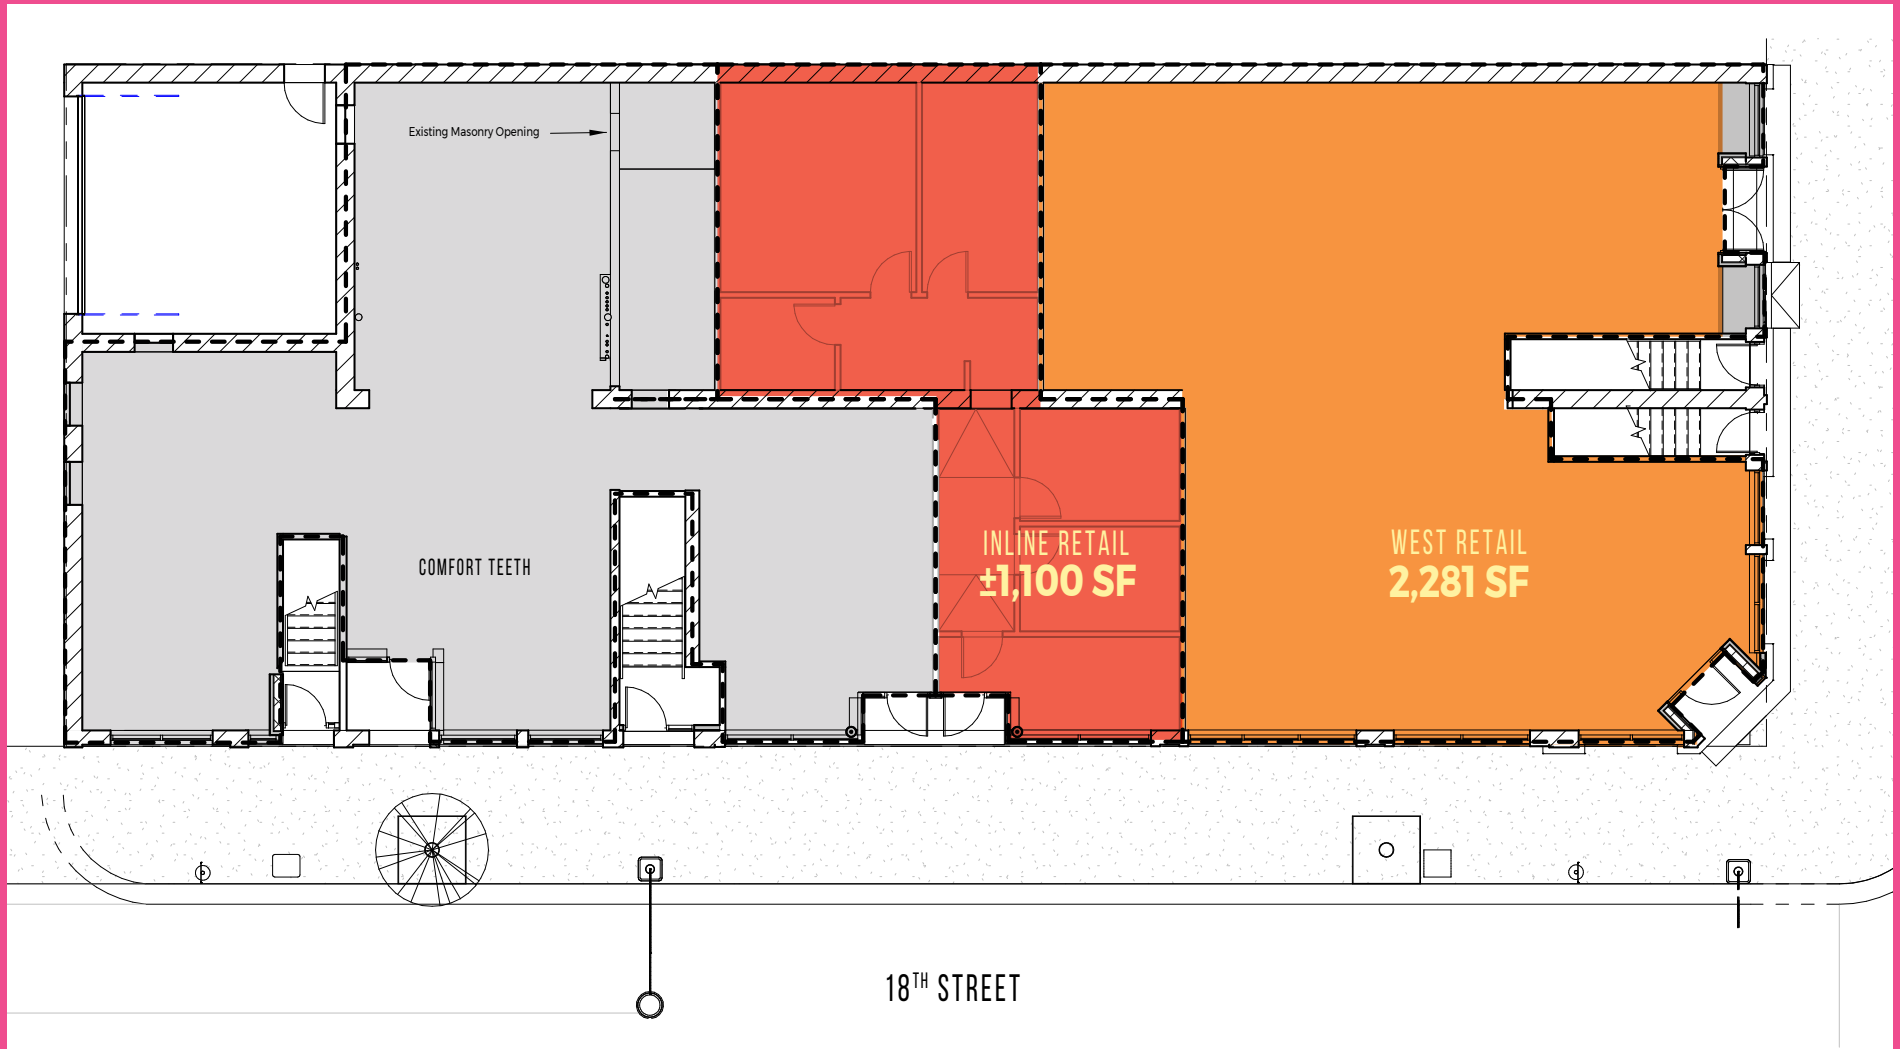 Existing Masonry Opening
COMFORT TEETH
INLINE RETAIL
±1,100 SF
WEST RETAIL
2,281 SF
18TH STREET